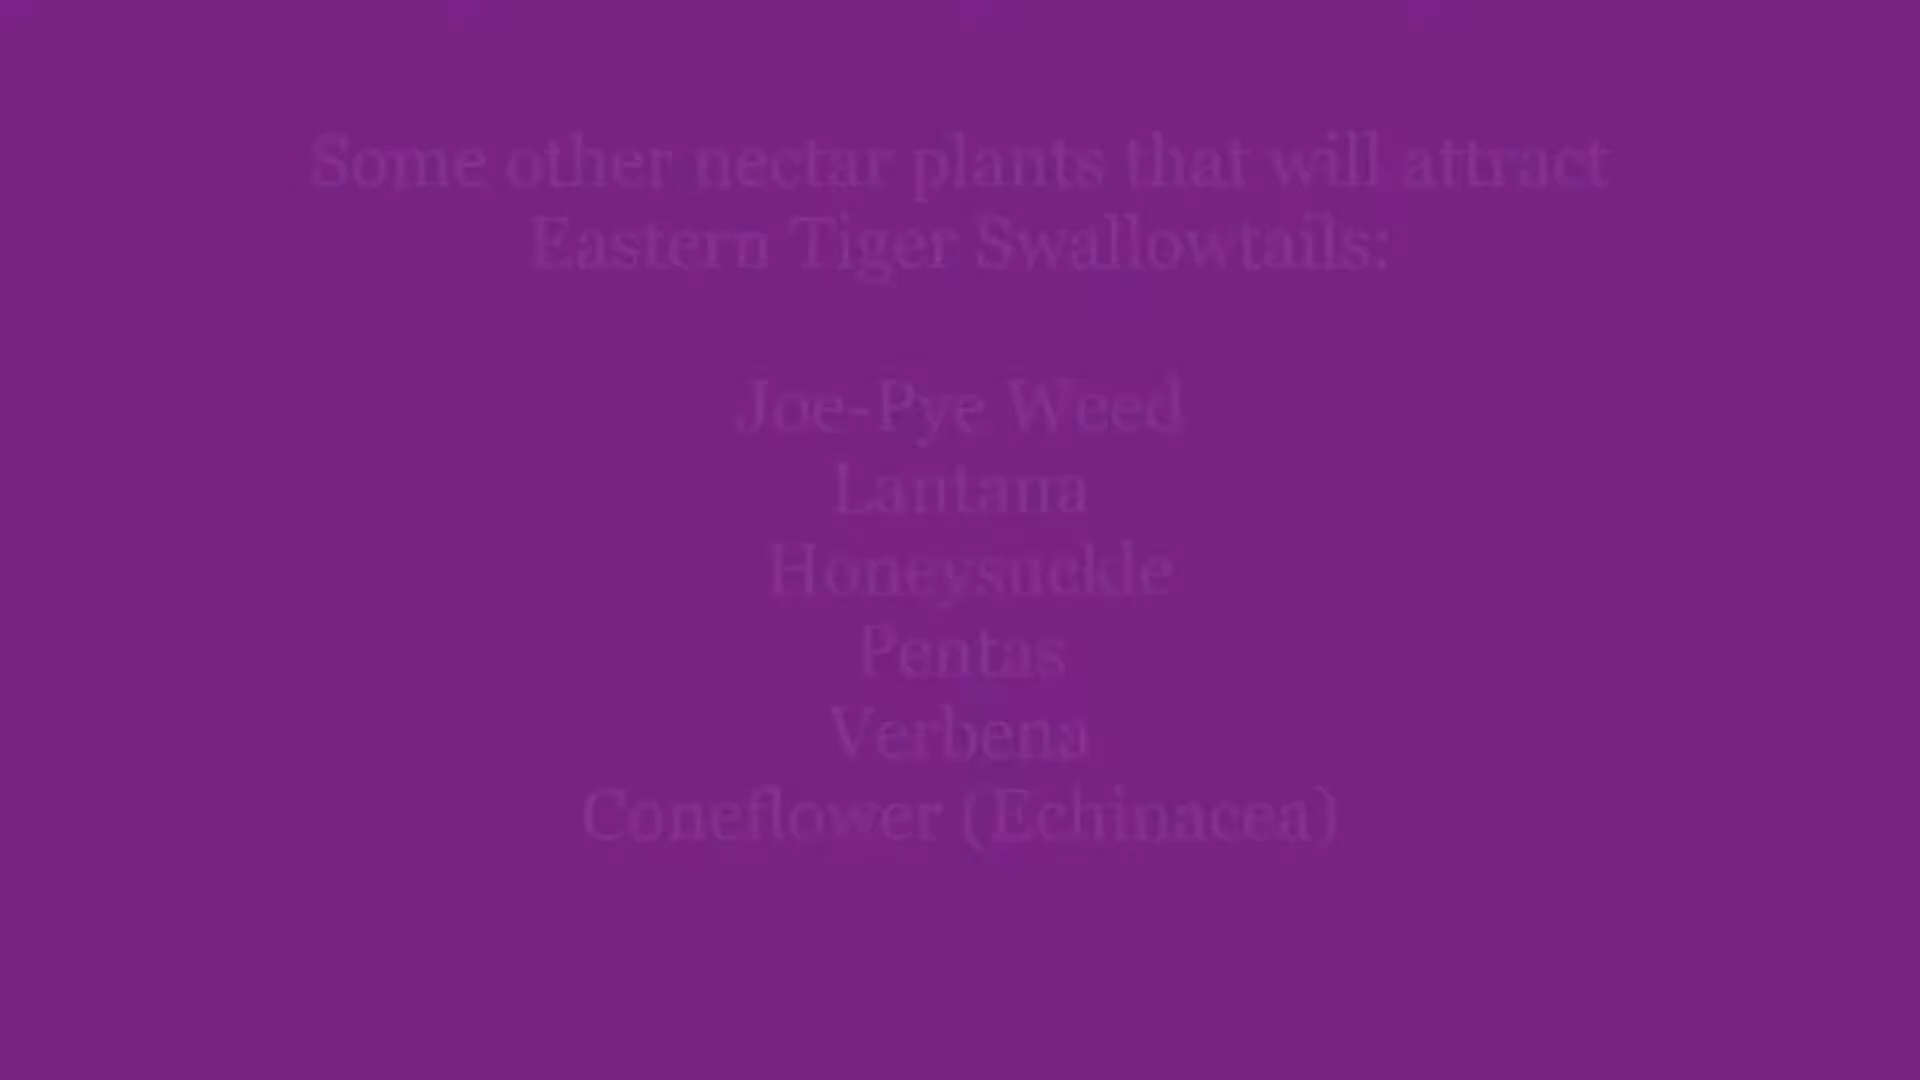 Some other nectar plants that will attract
Eastern Tiger Swallowtails:
Joe-Pye Weed
Lantana
Honeysuckle
Pentas
Verbena
Coneflower (Echinacea)